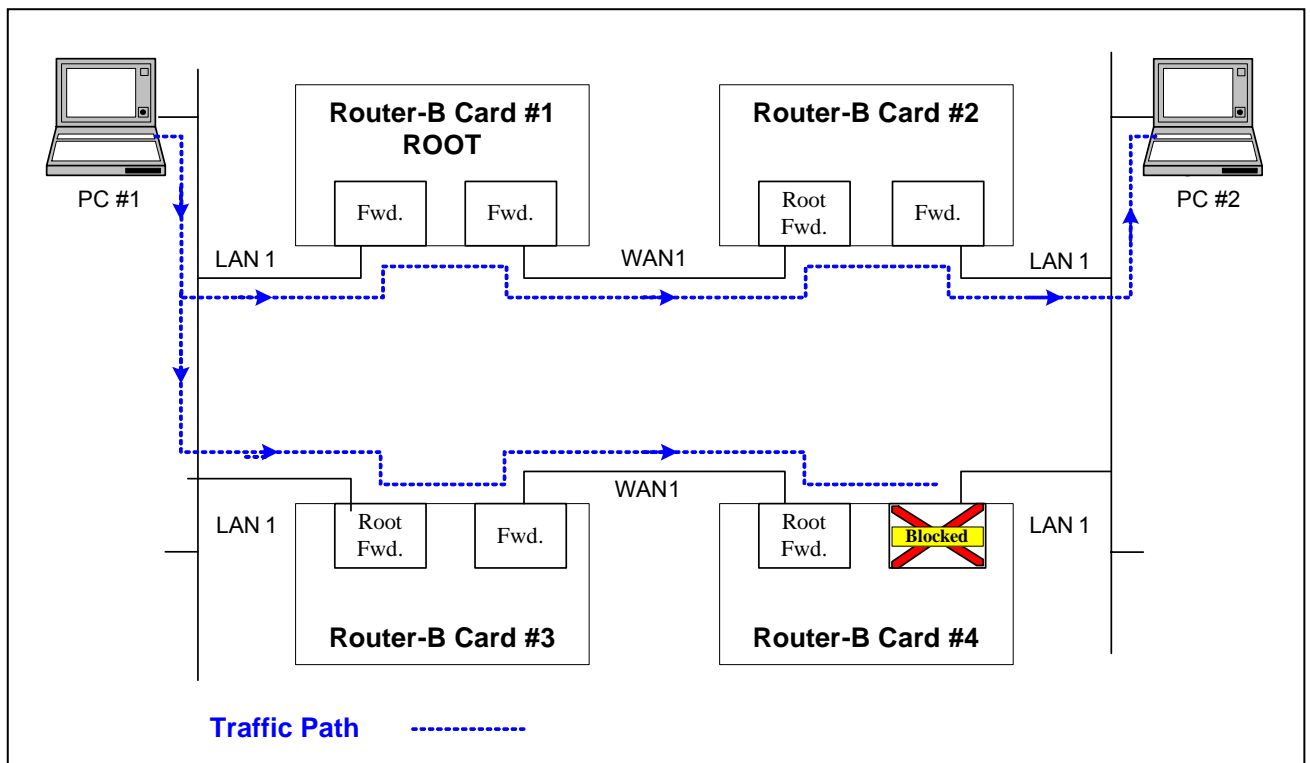 Router-B Card #1
ROOT
Router-B Card #2
PC #1
PC #2
Fwd.
Fwd.
Root
Fwd.
Fwd.
LAN 1
WAN1
LAN 1
LAN 1
WAN1
LAN 1
Root
Fwd.
Fwd.
Root
Fwd.
Blocked
Router-B Card #3
Router-B Card #4
Traffic Path